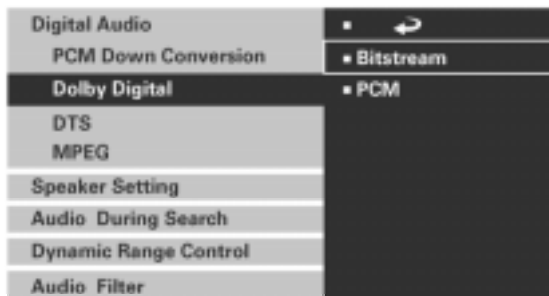 Digital Audio
PCM Down Conversion
Dolby Digital
DTS
MPEG
Speaker Setting
Audio During Search
Dynamic Range Control
Audio Filter
Bitstream
PCM